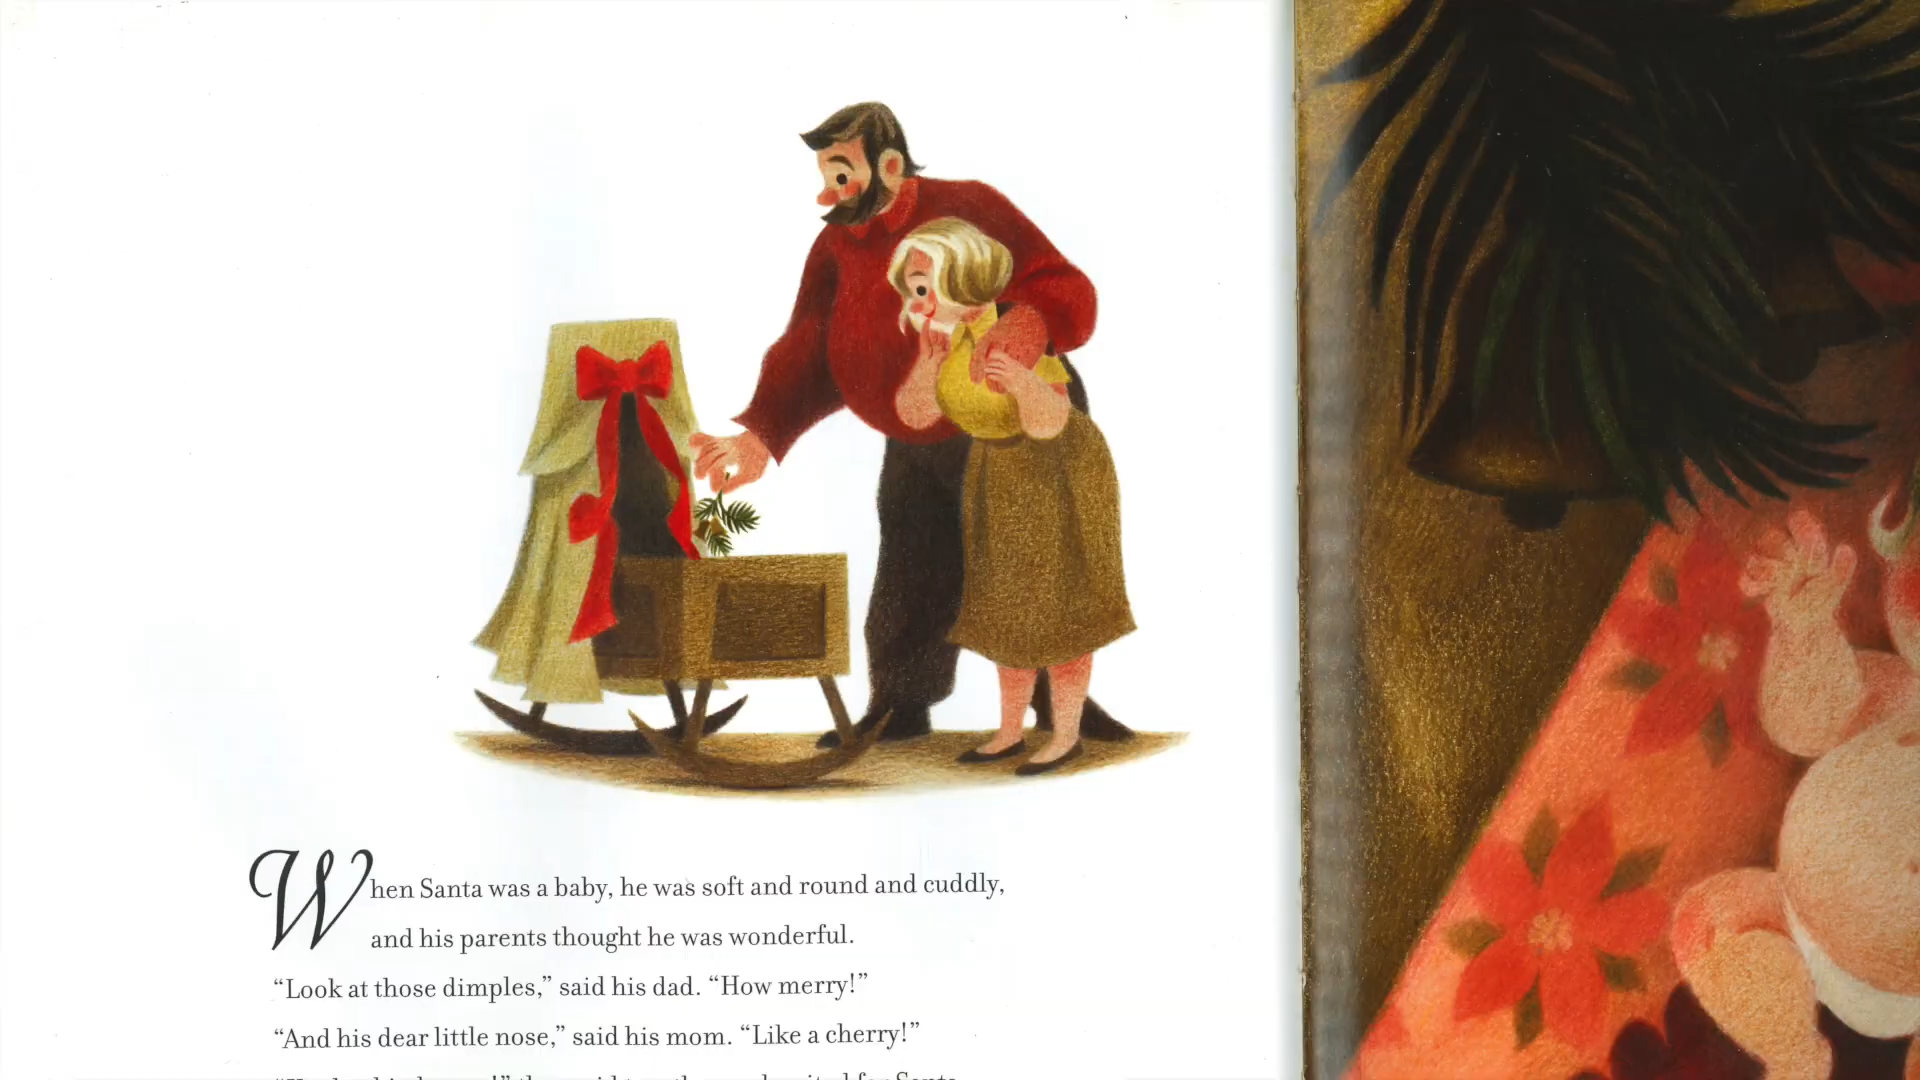 When Santa was a baby, he was soft and round and cuddly,
and his parents thought he was wonderful.
“Look at those dimples,” said his dad. “How merry!”
“And his dear little nose,” said his mom. “Like a cherry!”